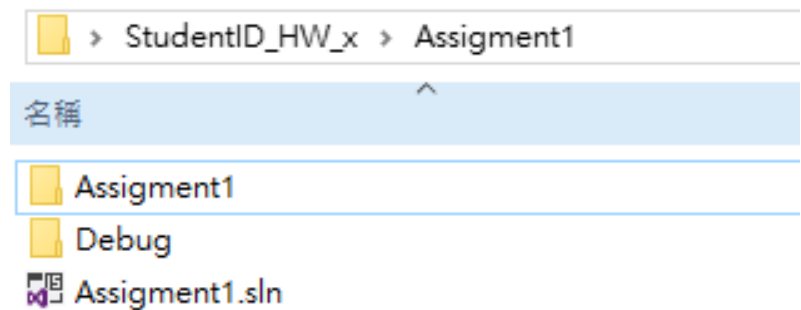 StudentID_HW_x > Assigment1
名稱
Assigment1
Debug
Assigment1.sln